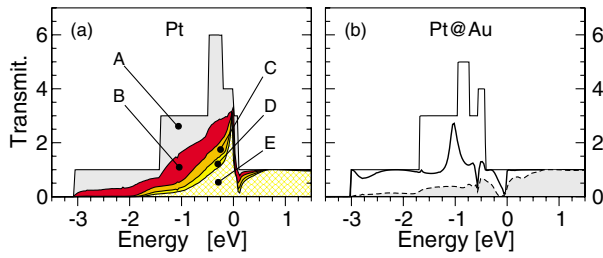 (a) Pt
(b) Pt@Au
Transmit.
6
4
2
0
A
B
C
D
E
-3 -2 -1 0 1
-3 -2 -1 0 1
Energy [eV]
Energy [eV]